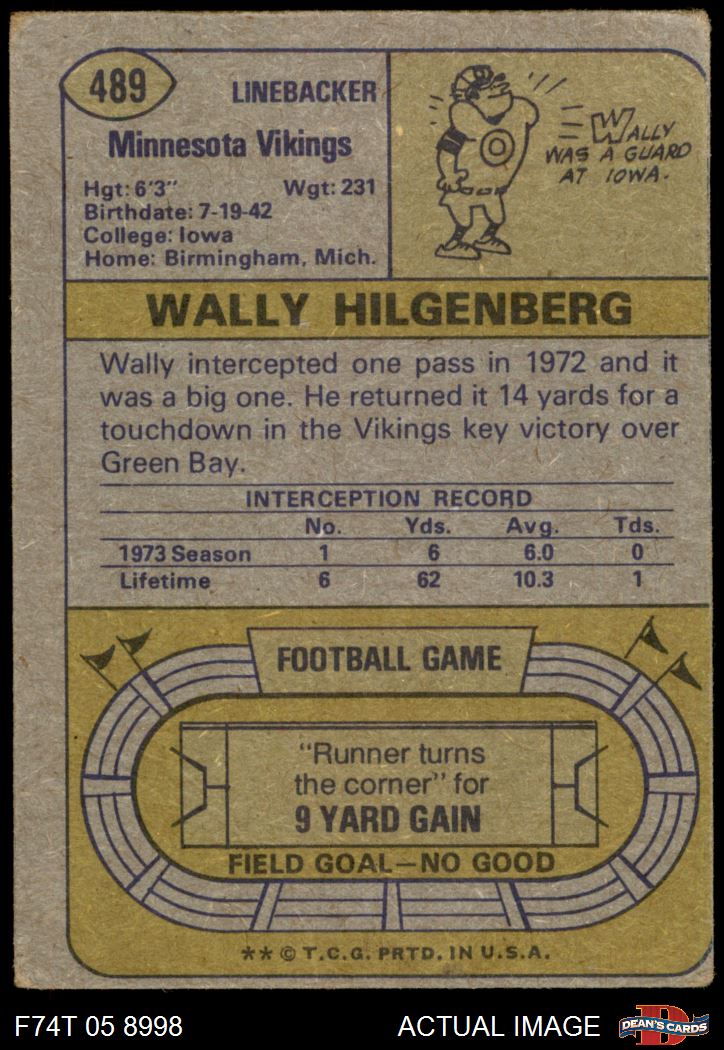 489
LINEBACKER
Minnesota Vikings
Hgt: 6'3" Wgt: 231
Birthdate: 7-19-42
College: Iowa
Home: Birmingham, Mich.
WALLY
WAS A GUARD
AT IOWA.
WALLY HILGENBERG
Wally intercepted one pass in 1972 and it
was a big one. He returned it 14 yards for a
touchdown in the Vikings key victory over
Green Bay.
INTERCEPTION RECORD
No. Yds. Avg. Tds.
1973 Season 1 6 6.0 0
Lifetime 6 62 10.3 1
FOOTBALL GAME
"Runner turns
the corner" for
9 YARD GAIN
FIELD GOAL—NO GOOD
** © T.C.G. PRTD. IN U.S.A.
F74T 05 8998 ACTUAL IMAGE
D
DEAN'S CARDS